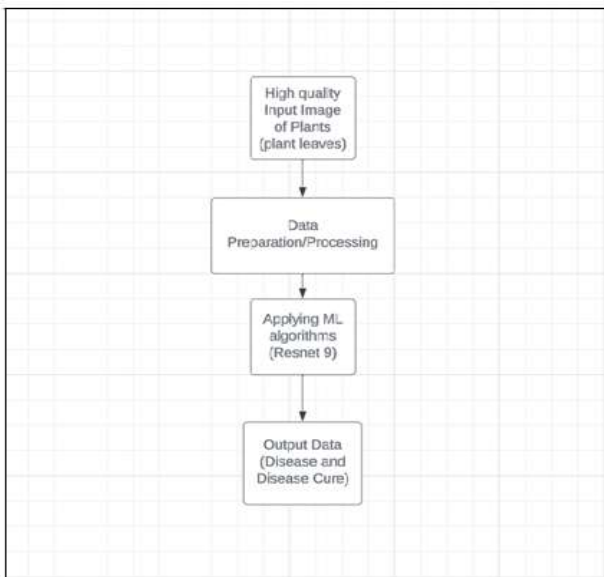 High quality
Input Image
of Plants
(plant leaves)
Data
Preparation/Processing
Applying ML
algorithms
(Resnet 9)
Output Data
(Disease and
Disease Cure)